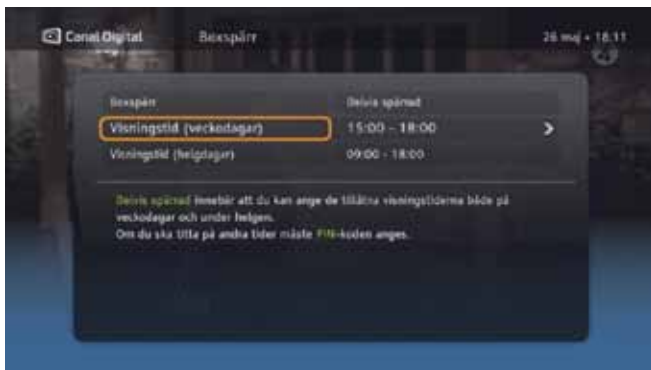 Canal Digital Boxspärr 26 maj • 18:11
Boxspärr Delvis spärrad
Visningstid (veckodagar) 15:00 - 18:00
Visningstid (helgdagar) 09:00 - 18:00
Delvis spärrad innebär att du kan ange de tillåtna visningstiderna både på
veckodagar och under helgen.
Om du ska titta på andra tider måste PIN-koden anges.